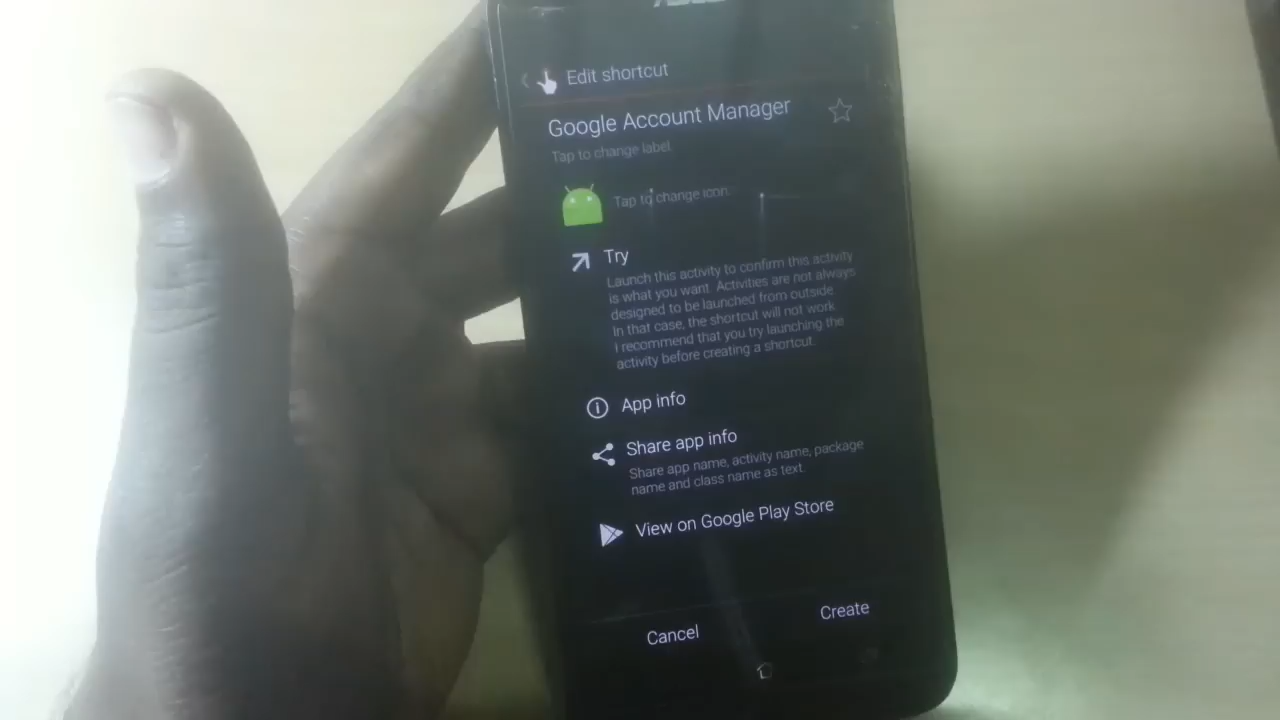 Edit shortcut
Google Account Manager
Tap to change label.
Tap to change icon.
Try
Launch this activity to confirm this activity
is what you want. Activities are not always
designed to be launched from outside.
In that case, the shortcut will not work.
I recommend that you try launching the
activity before creating a shortcut.
App info
Share app info
Share app name, activity name, package
name and class name as text.
View on Google Play Store
Cancel
Create